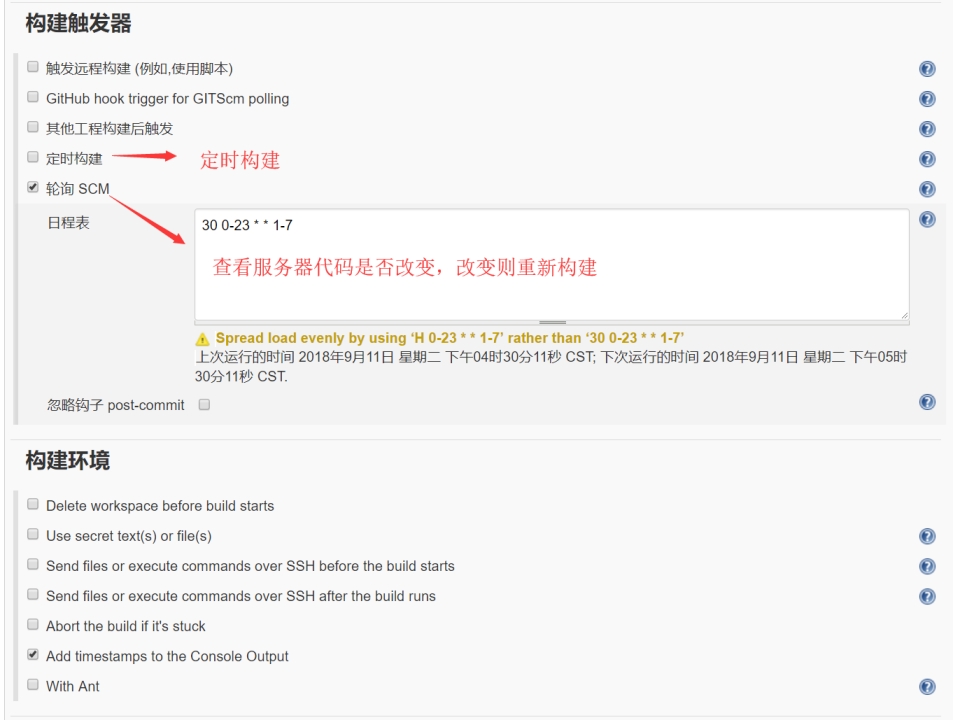 构建触发器
触发远程构建 (例如,使用脚本)
GitHub hook trigger for GITScm polling
其他工程构建后触发
定时构建 定时构建
轮询 SCM
日程表 30 0-23 * * 1-7
查看服务器代码是否改变，改变则重新构建
Spread load evenly by using ‘H 0-23 * * 1-7’ rather than ‘30 0-23 * * 1-7’
上次运行的时间 2018年9月11日 星期二 下午04时30分11秒 CST; 下次运行的时间 2018年9月11日 星期二 下午05时
30分11秒 CST.
忽略钩子 post-commit
构建环境
Delete workspace before build starts
Use secret text(s) or file(s)
Send files or execute commands over SSH before the build starts
Send files or execute commands over SSH after the build runs
Abort the build if it's stuck
Add timestamps to the Console Output
With Ant